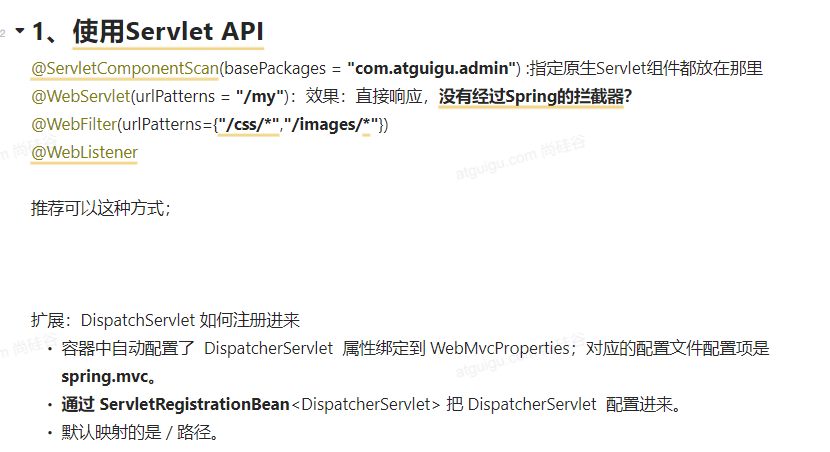 1、使用Servlet API
@ServletComponentScan(basePackages = "com.atguigu.admin") :指定原生Servlet组件都放在那里
@WebServlet(urlPatterns = "/my")：效果：直接响应，没有经过Spring的拦截器？
@WebFilter(urlPatterns={"/css/*","/images/*"})
@WebListener
atguigu.com 尚硅谷
推荐可以这种方式；
扩展：DispatchServlet 如何注册进来
• 容器中自动配置了 DispatcherServlet 属性绑定到 WebMvcProperties；对应的配置文件配置项是
spring.mvc。
• 通过 ServletRegistrationBean<DispatcherServlet> 把 DispatcherServlet 配置进来。
• 默认映射的是 / 路径。